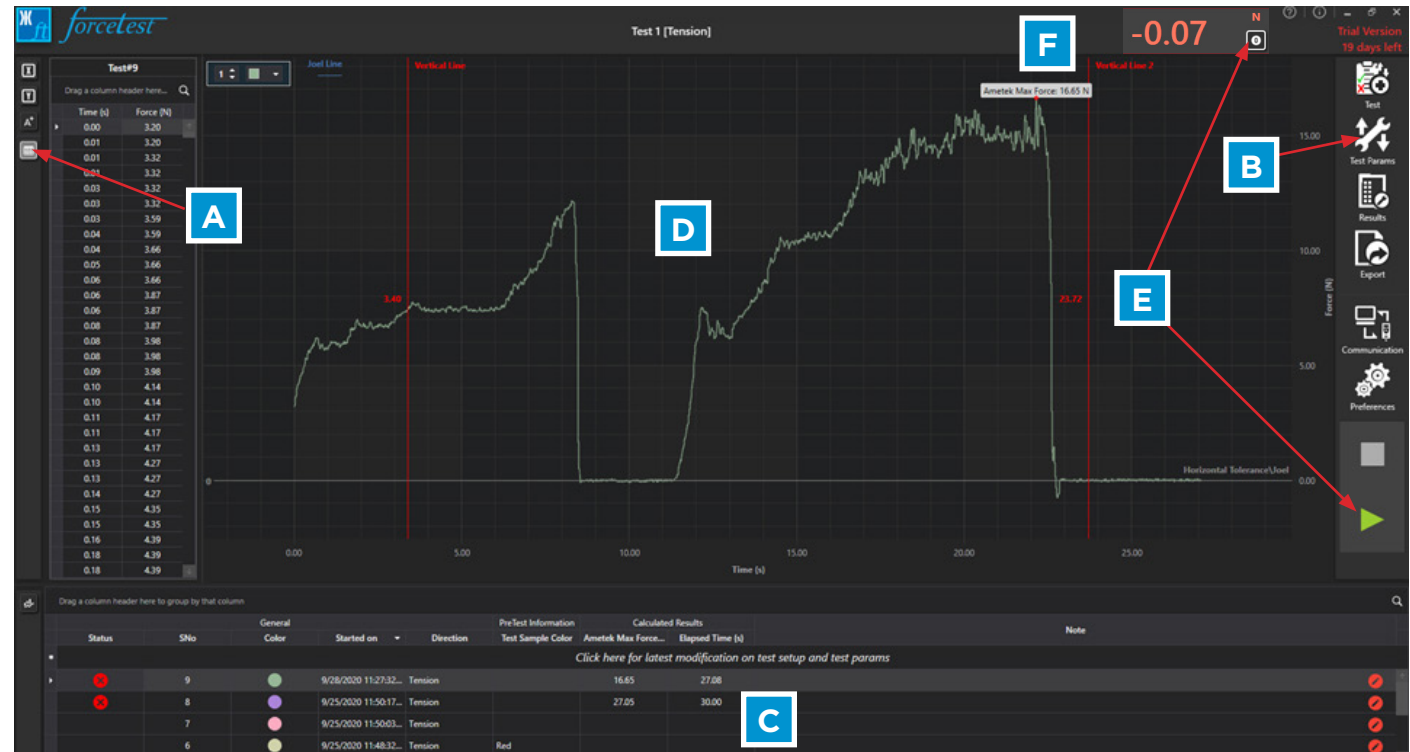 Ж ft forcetest
Test 1 [Tension]
-0.07 N
0
Trial Version
19 days left
X
Y
A
Test#9
Drag a column header here...
Time (s) Force (N)
0.00 3.20
0.01 3.20
0.01 3.32
0.01 3.32
0.03 3.32
0.03 3.32
0.03 3.59
0.04 3.59
0.04 3.66
0.05 3.66
0.06 3.66
0.06 3.87
0.06 3.87
0.08 3.87
0.08 3.98
0.08 3.98
0.09 3.98
0.10 4.14
0.10 4.14
0.11 4.17
0.11 4.17
0.13 4.17
0.13 4.27
0.13 4.27
0.14 4.27
0.15 4.35
0.15 4.35
0.16 4.39
0.18 4.39
0.18 4.39
A
1
Joel Line
Vertical Line
F
Vertical Line 2
Ametek Max Force: 16.65 N
D
3.40
23.72
15.00
10.00
5.00
0.00
Force (N)
0
Horizontal Tolerance\Joel
0.00 5.00 10.00 15.00 20.00 25.00
Time (s)
B
E
Test
Test Params
Results
Export
Communication
Preferences
Drag a column header here to group by that column
General PreTest Information Calculated Results
Status SNo Color Started on Direction Test Sample Color Ametek Max Force... Elapsed Time (s) Note
Click here for latest modification on test setup and test params
9 9/28/2020 11:27:32... Tension 16.65 27.08
8 9/25/2020 11:50:17... Tension 27.05 30.00
7 9/25/2020 11:50:03... Tension
6 9/25/2020 11:48:32... Tension Red
C